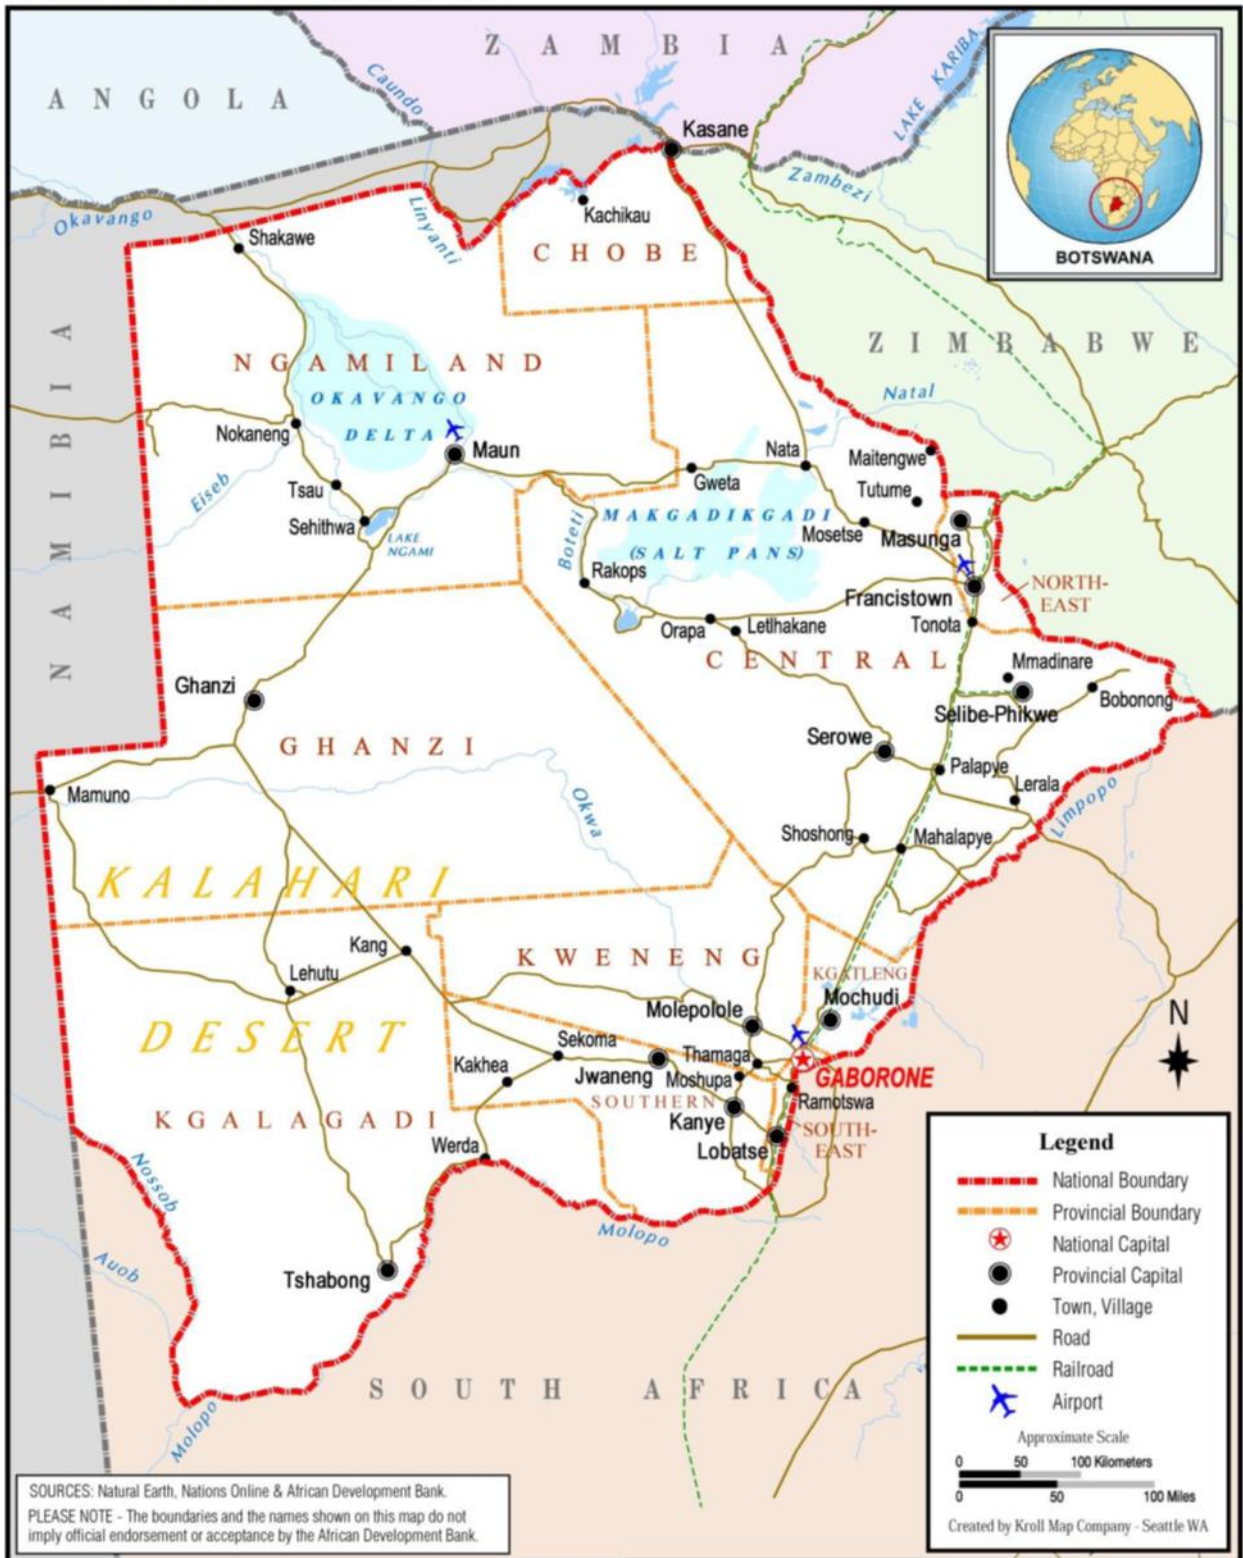 Z A M B I A
A N G O L A
Caundo
LAKE KARIBA
Kasane
Zambezi
Okavango
Linyanti
Kachikau
Shakawe
C H O B E
BOTSWANA
N A M I B I A
Z I M B A B W E
N G A M I L A N D
O K A V A N G O
D E L T A
Natal
Nokaneng
Maun
Nata
Maitengwe
Gweta
Eiseb
Tsau
Tutume
Sehithwa
LAKE
NGAMI
Boteti
M A K G A D I K G A D I
(S A L T P A N S)
Mosetse
Masunga
Rakops
Francistown
NORTH-
EAST
Orapa
Letlhakane
Tonota
C E N T R A L
Mmadinare
Ghanzi
Bobonong
Selibe-Phikwe
G H A N Z I
Serowe
Palapye
Mamuno
Okwa
Lerala
Limpopo
Shoshong
Mahalapye
K A L A H A R I
Kang
K W E N E N G
KGATLENG
Lehutu
Mochudi
Molepolole
D E S E R T
Sekoma
Thamaga
Kakhea
Jwaneng
Moshupa
GABORONE
SOUTHERN
Ramotswa
K G A L A G A D I
Kanye
SOUTH-
EAST
Werda
Lobatse
Nossob
Molopo
Auob
Tshabong
S O U T H A F R I C A
Molopo
N
Legend
National Boundary
Provincial Boundary
National Capital
Provincial Capital
Town, Village
Road
Railroad
Airport
Approximate Scale
0 50 100 Kilometers
0 50 100 Miles
Created by Kroll Map Company - Seattle WA
SOURCES: Natural Earth, Nations Online & African Development Bank.
PLEASE NOTE - The boundaries and the names shown on this map do not
imply official endorsement or acceptance by the African Development Bank.